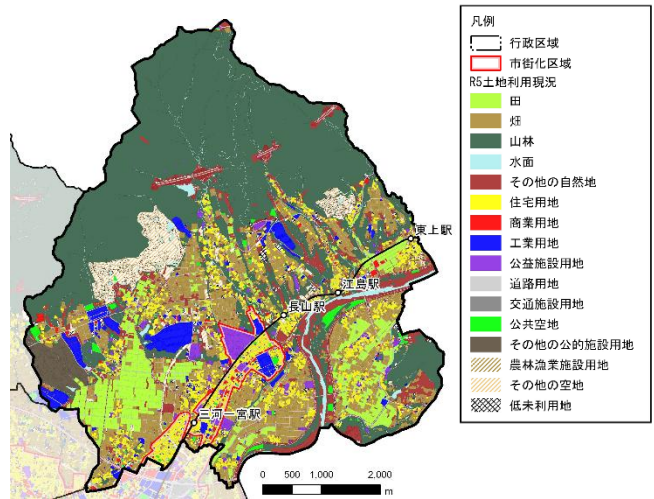 凡例
行政区域
市街化区域
R5土地利用現況
田
畑
山林
水面
その他の自然地
住宅用地
商業用地
工業用地
公益施設用地
道路用地
交通施設用地
公共空地
その他の公的施設用地
農林漁業施設用地
その他の空地
低未利用地
東上駅
江島駅
長山駅
三河一宮駅
0 500 1,000 2,000
m